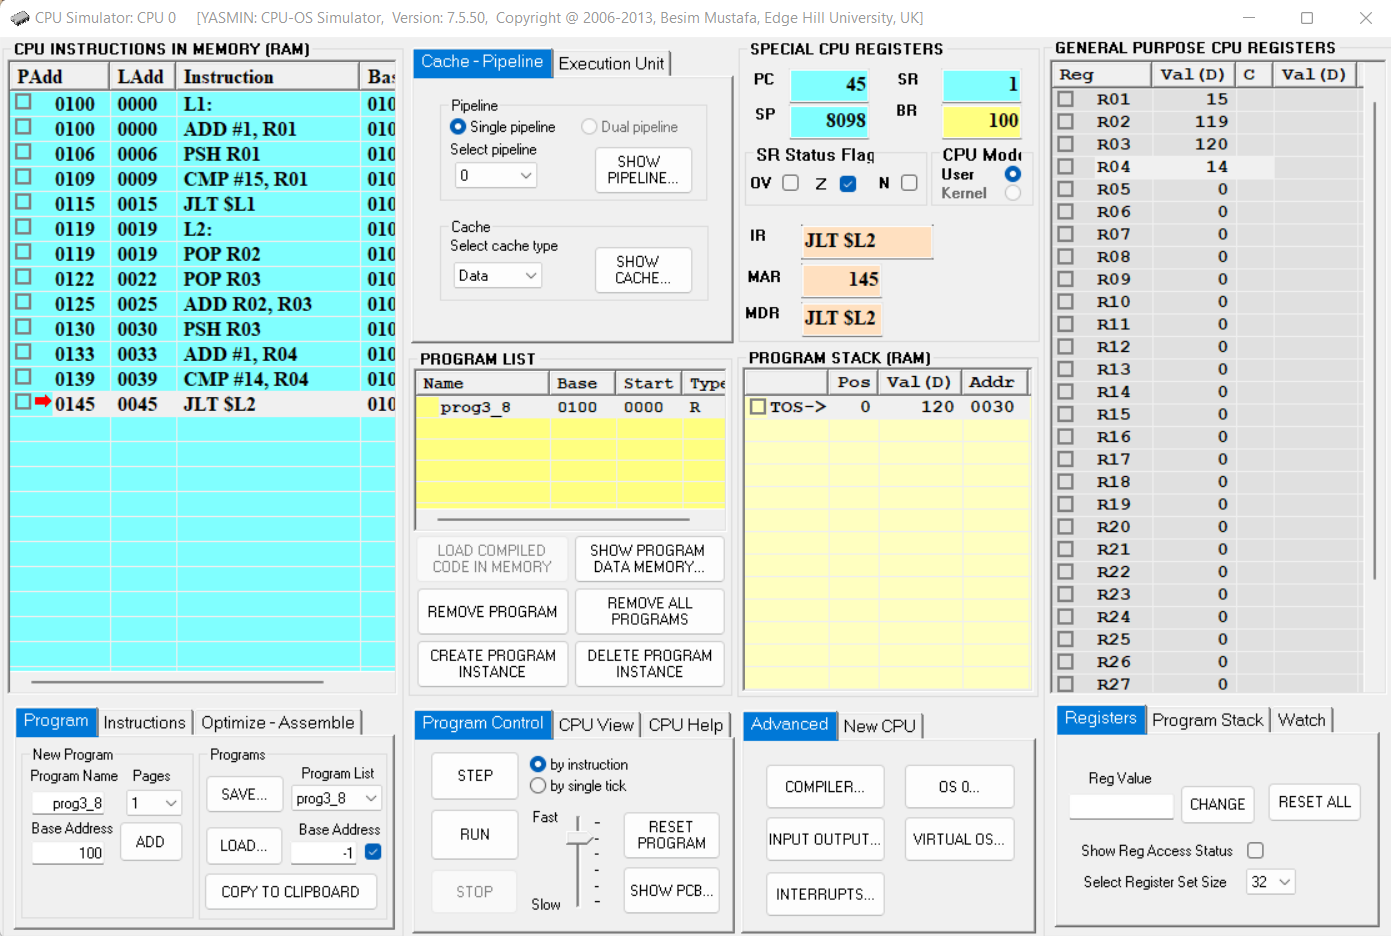 CPU Simulator: CPU 0 [YASMIN: CPU-OS Simulator, Version: 7.5.50, Copyright @ 2006-2013, Besim Mustafa, Edge Hill University, UK]
CPU INSTRUCTIONS IN MEMORY (RAM)
PAdd LAdd Instruction Bas
0100 0000 L1: 010
0100 0000 ADD #1, R01 010
0106 0006 PSH R01 010
0109 0009 CMP #15, R01 010
0115 0015 JLT $L1 010
0119 0019 L2: 010
0119 0019 POP R02 010
0122 0022 POP R03 010
0125 0025 ADD R02, R03 010
0130 0030 PSH R03 010
0133 0033 ADD #1, R04 010
0139 0039 CMP #14, R04 010
0145 0045 JLT $L2 010
Program Instructions Optimize - Assemble
New Program
Program Name Pages
prog3_8 1
Base Address
100 ADD
Programs
SAVE... Program List
prog3_8
LOAD... Base Address
-1
COPY TO CLIPBOARD
Cache - Pipeline Execution Unit
Pipeline
Single pipeline Dual pipeline
Select pipeline
0 SHOW
PIPELINE...
Cache
Select cache type
Data SHOW
CACHE...
PROGRAM LIST
Name Base Start Type
prog3_8 0100 0000 R
LOAD COMPILED
CODE IN MEMORY
SHOW PROGRAM
DATA MEMORY...
REMOVE PROGRAM
REMOVE ALL
PROGRAMS
CREATE PROGRAM
INSTANCE
DELETE PROGRAM
INSTANCE
Program Control CPU View CPU Help
STEP
RUN
STOP
by instruction
by single tick
Fast
Slow
RESET
PROGRAM
SHOW PCB...
SPECIAL CPU REGISTERS
PC 45 SR 1
SP 8098 BR 100
SR Status Flag
OV Z N
CPU Mode
User
Kernel
IR JLT $L2
MAR 145
MDR JLT $L2
PROGRAM STACK (RAM)
Pos Val(D) Addr
TOS-> 0 120 0030
Advanced New CPU
COMPILER... OS 0...
INPUT OUTPUT... VIRTUAL OS...
INTERRUPTS...
GENERAL PURPOSE CPU REGISTERS
Reg Val(D) C Val(D)
R01 15
R02 119
R03 120
R04 14
R05 0
R06 0
R07 0
R08 0
R09 0
R10 0
R11 0
R12 0
R13 0
R14 0
R15 0
R16 0
R17 0
R18 0
R19 0
R20 0
R21 0
R22 0
R23 0
R24 0
R25 0
R26 0
R27 0
Registers Program Stack Watch
Reg Value
CHANGE RESET ALL
Show Reg Access Status
Select Register Set Size 32